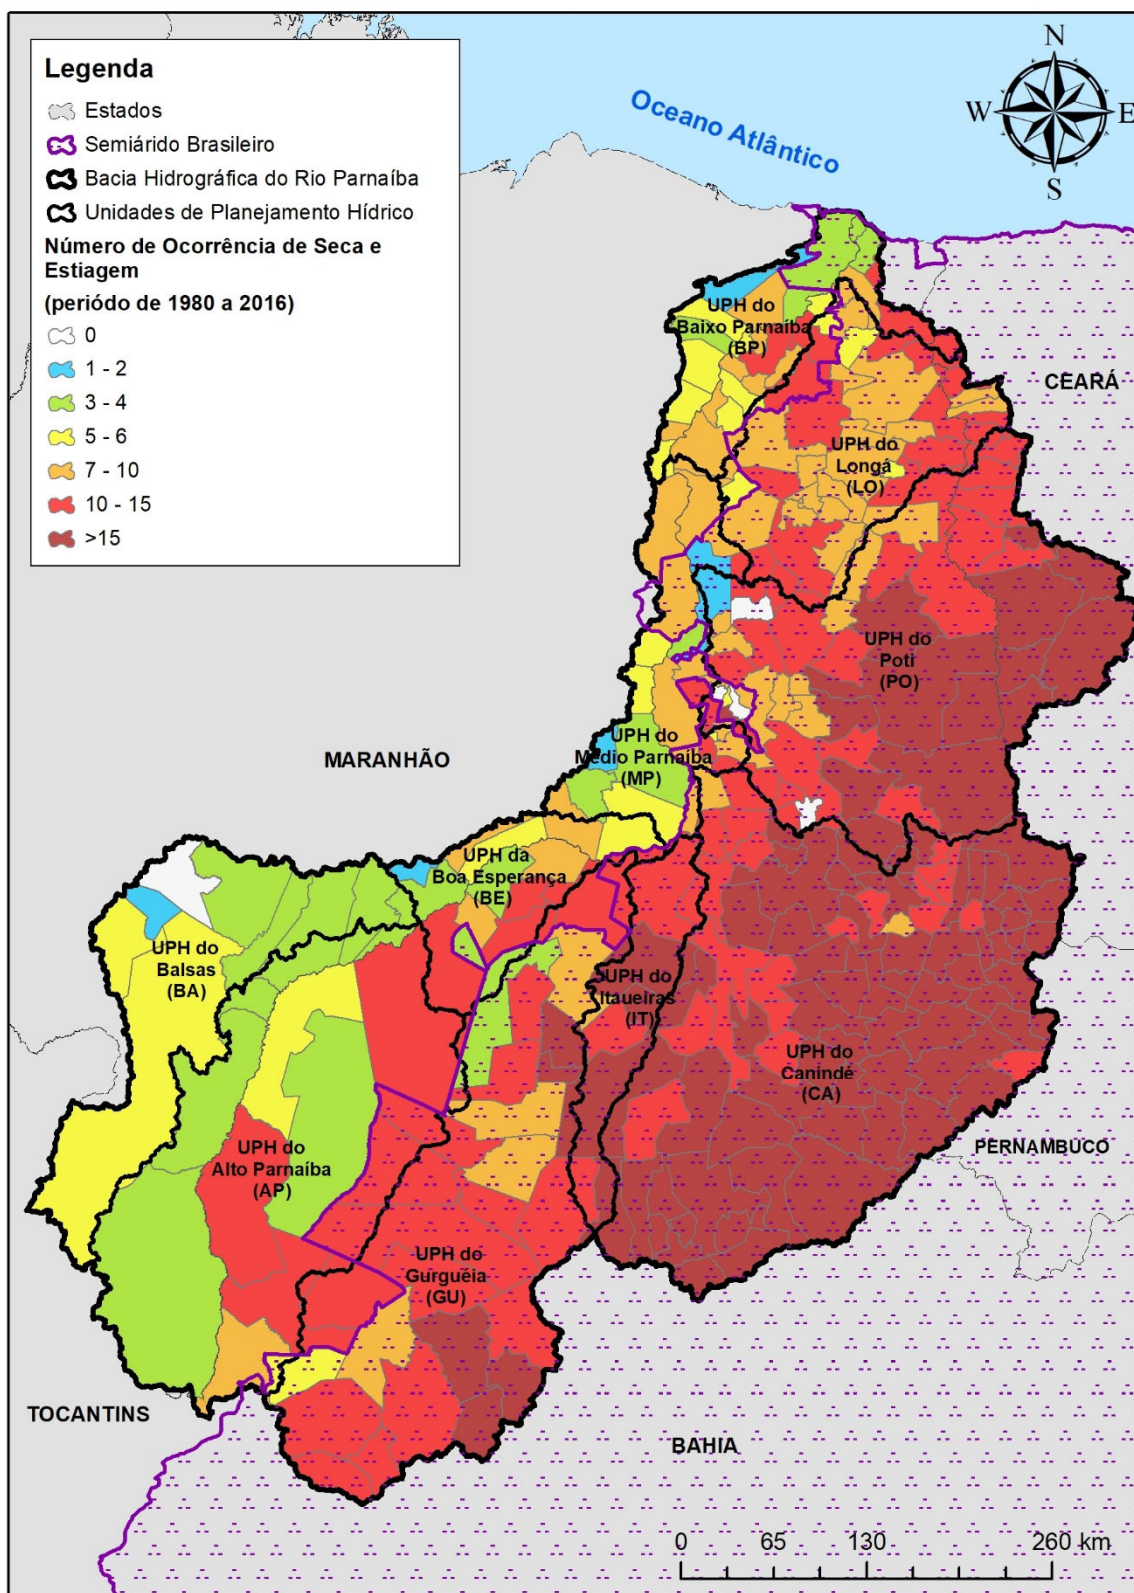 Legenda
Estados
Semiárido Brasileiro
Bacia Hidrográfica do Rio Parnaíba
Unidades de Planejamento Hídrico
Número de Ocorrência de Seca e
Estiagem
(periódo de 1980 a 2016)
0
1 - 2
3 - 4
5 - 6
7 - 10
10 - 15
>15
N
W
E
S
Oceano Atlântico
UPH do
Baixo Parnaíba
(BP)
CEARÁ
UPH do
Longá
(LO)
UPH do
Poti
(PO)
MARANHÃO
UPH do
Médio Parnaíba
(MP)
UPH da
Boa Esperança
(BE)
UPH do
Balsas
(BA)
UPH do
Itaueiras
(IT)
UPH do
Canindé
(CA)
UPH do
Alto Parnaíba
(AP)
PERNAMBUCO
UPH do
Gurguéia
(GU)
TOCANTINS
BAHIA
0 65 130 260 km